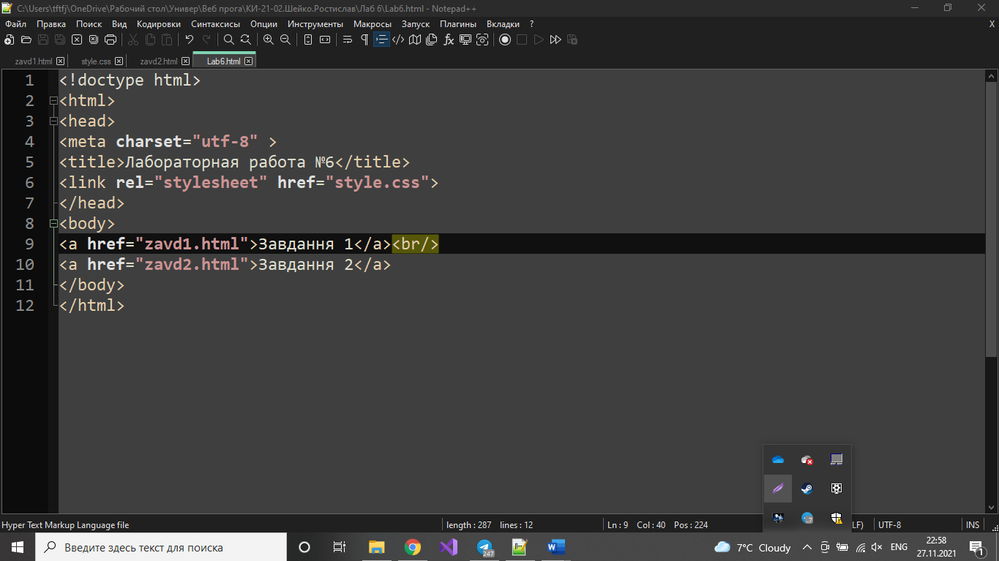 C:\Users\tftfj\OneDrive\Рабочий стол\Универ\Веб прога\КИ-21-02.Шейко.Ростислав\Лаб 6\Lab6.html - Notepad++
Файл Правка Поиск Вид Кодировки Синтаксисы Опции Инструменты Макросы Запуск Плагины Вкладки ? X
zavd1.html style.css zavd2.html Lab6.html
1 <!doctype html>
2 <html>
3 <head>
4 <meta charset="utf-8" >
5 <title>Лабораторная работа №6</title>
6 <link rel="stylesheet" href="style.css">
7 </head>
8 <body>
9 <a href="zavd1.html">Завдання 1</a><br/>
10 <a href="zavd2.html">Завдання 2</a>
11 </body>
12 </html>
Hyper Text Markup Language file length : 287 lines : 12 Ln : 9 Col : 40 Pos : 224 LF) UTF-8 INS
Введите здесь текст для поиска 247 7°C Cloudy ENG 22:58
27.11.2021 1